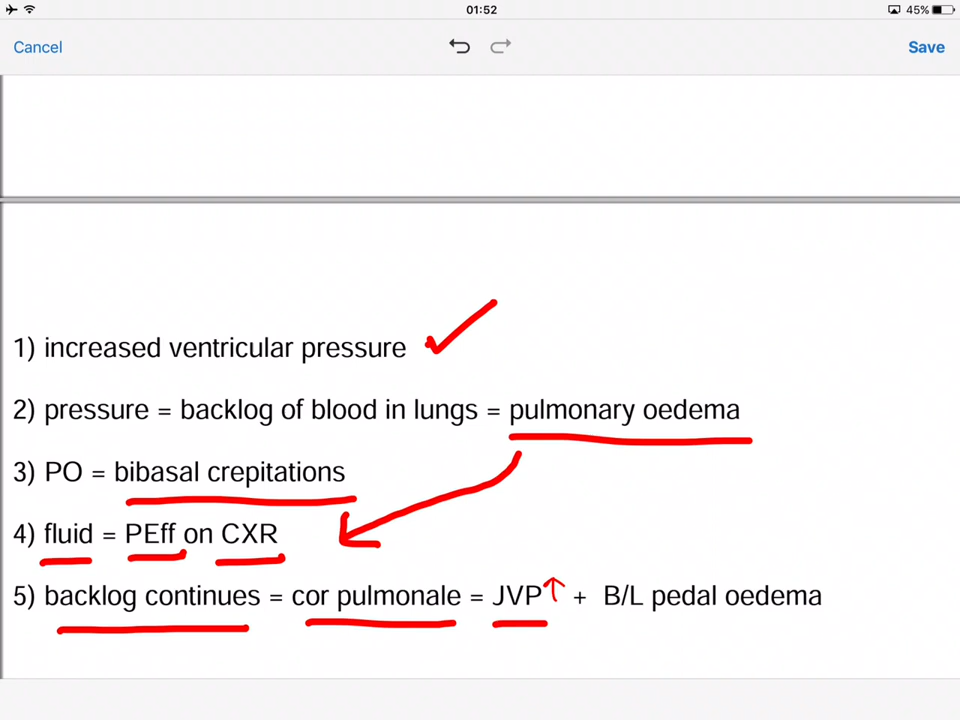 01:52
45%
Cancel
Save
1) increased ventricular pressure
2) pressure = backlog of blood in lungs = pulmonary oedema
3) PO = bibasal crepitations
4) fluid = PEff on CXR
5) backlog continues = cor pulmonale = JVP↑ + B/L pedal oedema